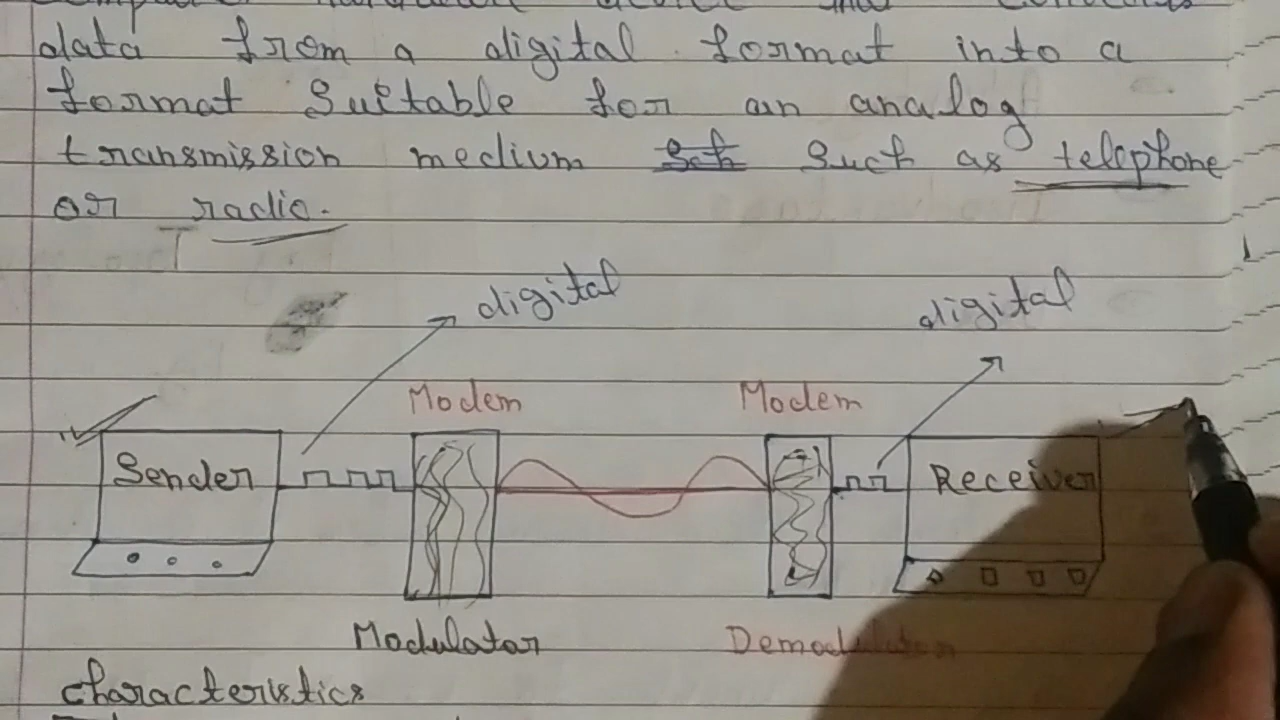 data from a digital format into a
format Suitable for an analog
transmission medium such as telephone
or radio.
digital
digital
Modem
Modem
Sender
Receiver
Modulator
Demodulator
characteristics